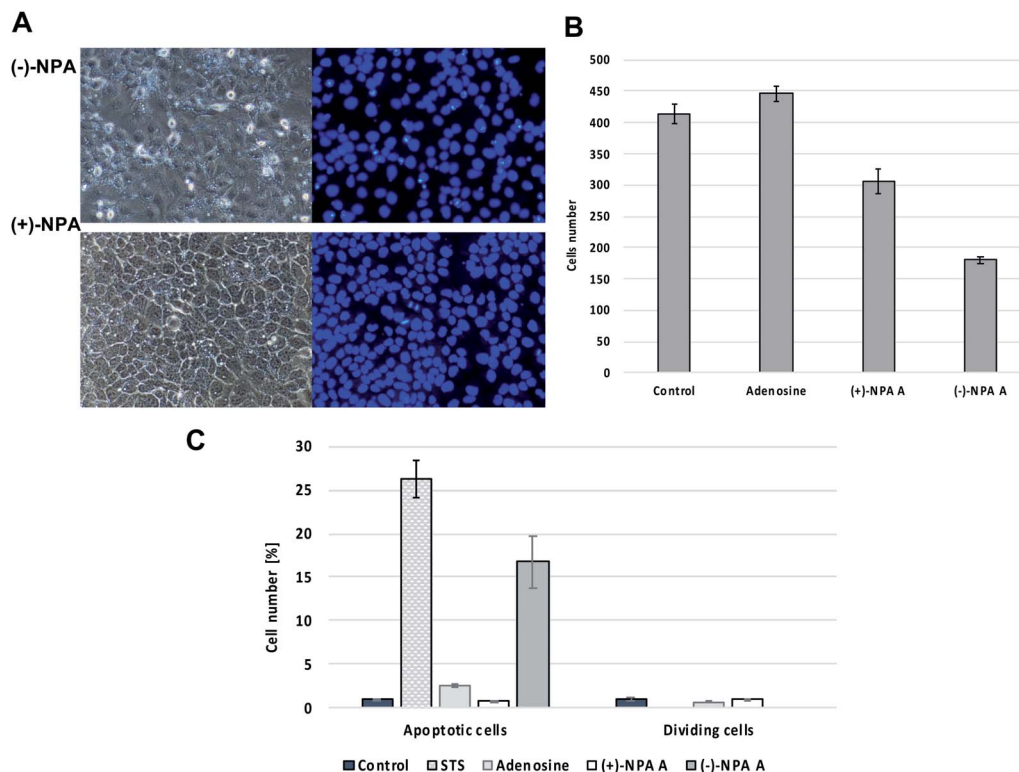 A
(-)-NPA
(+)-NPA
B
500
450
400
350
300
250
200
150
100
50
0
Cells number
Control Adenosine (+)-NPA A (-)-NPA A
C
30
25
20
15
10
5
0
Cell number [%]
Apoptotic cells Dividing cells
Control STS Adenosine (+)-NPA A (-)-NPA A